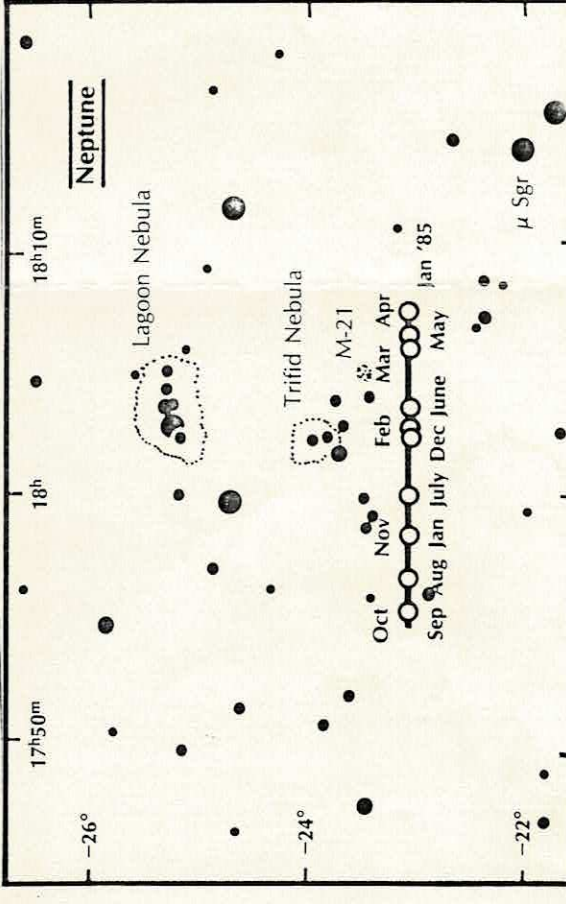 17ʰ50ᵐ 18ʰ 18ʰ10ᵐ
Neptune
−26°
Lagoon Nebula
Trifid Nebula
−24°
M-21
Oct Nov Feb Mar Apr
Sep Aug Jan July Dec June May Jan '85
μ Sgr
−22°